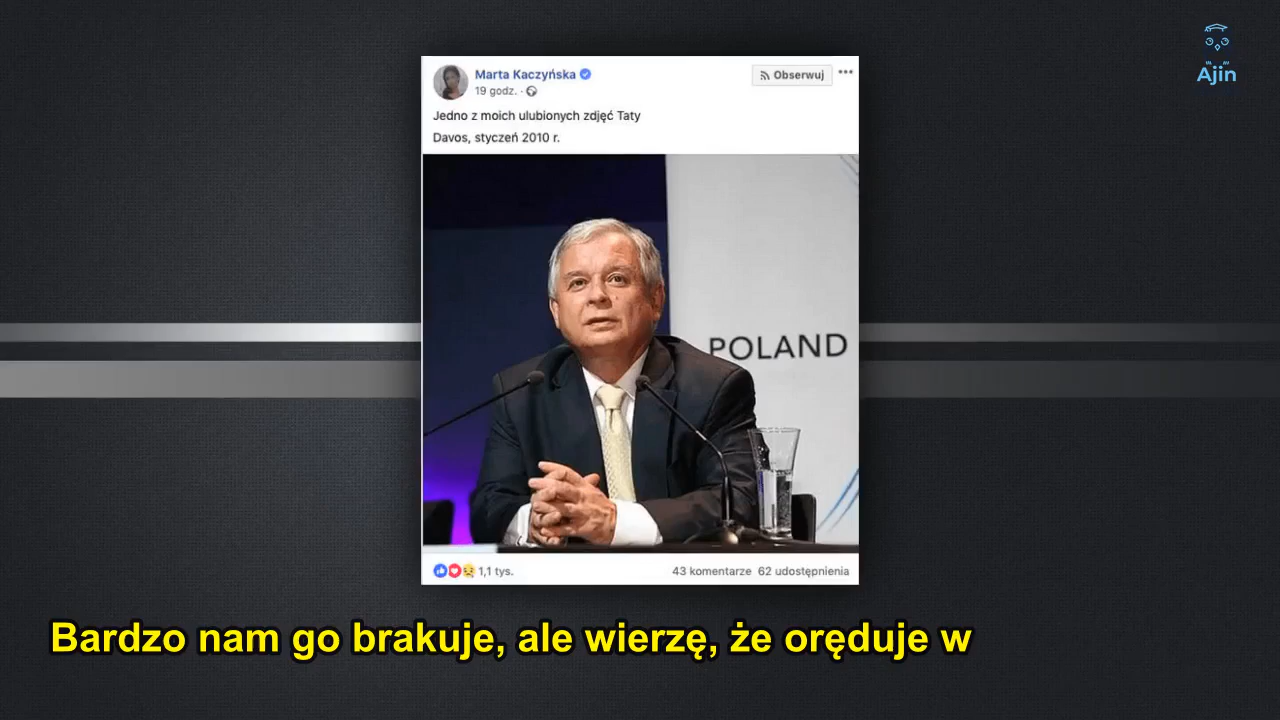 Ajin
Marta Kaczyńska
Obserwuj
19 godz. ·
Jedno z moich ulubionych zdjęć Taty
Davos, styczeń 2010 r.
POLAND
1,1 tys.
43 komentarze 62 udostępnienia
Bardzo nam go brakuje, ale wierzę, że oręduje w